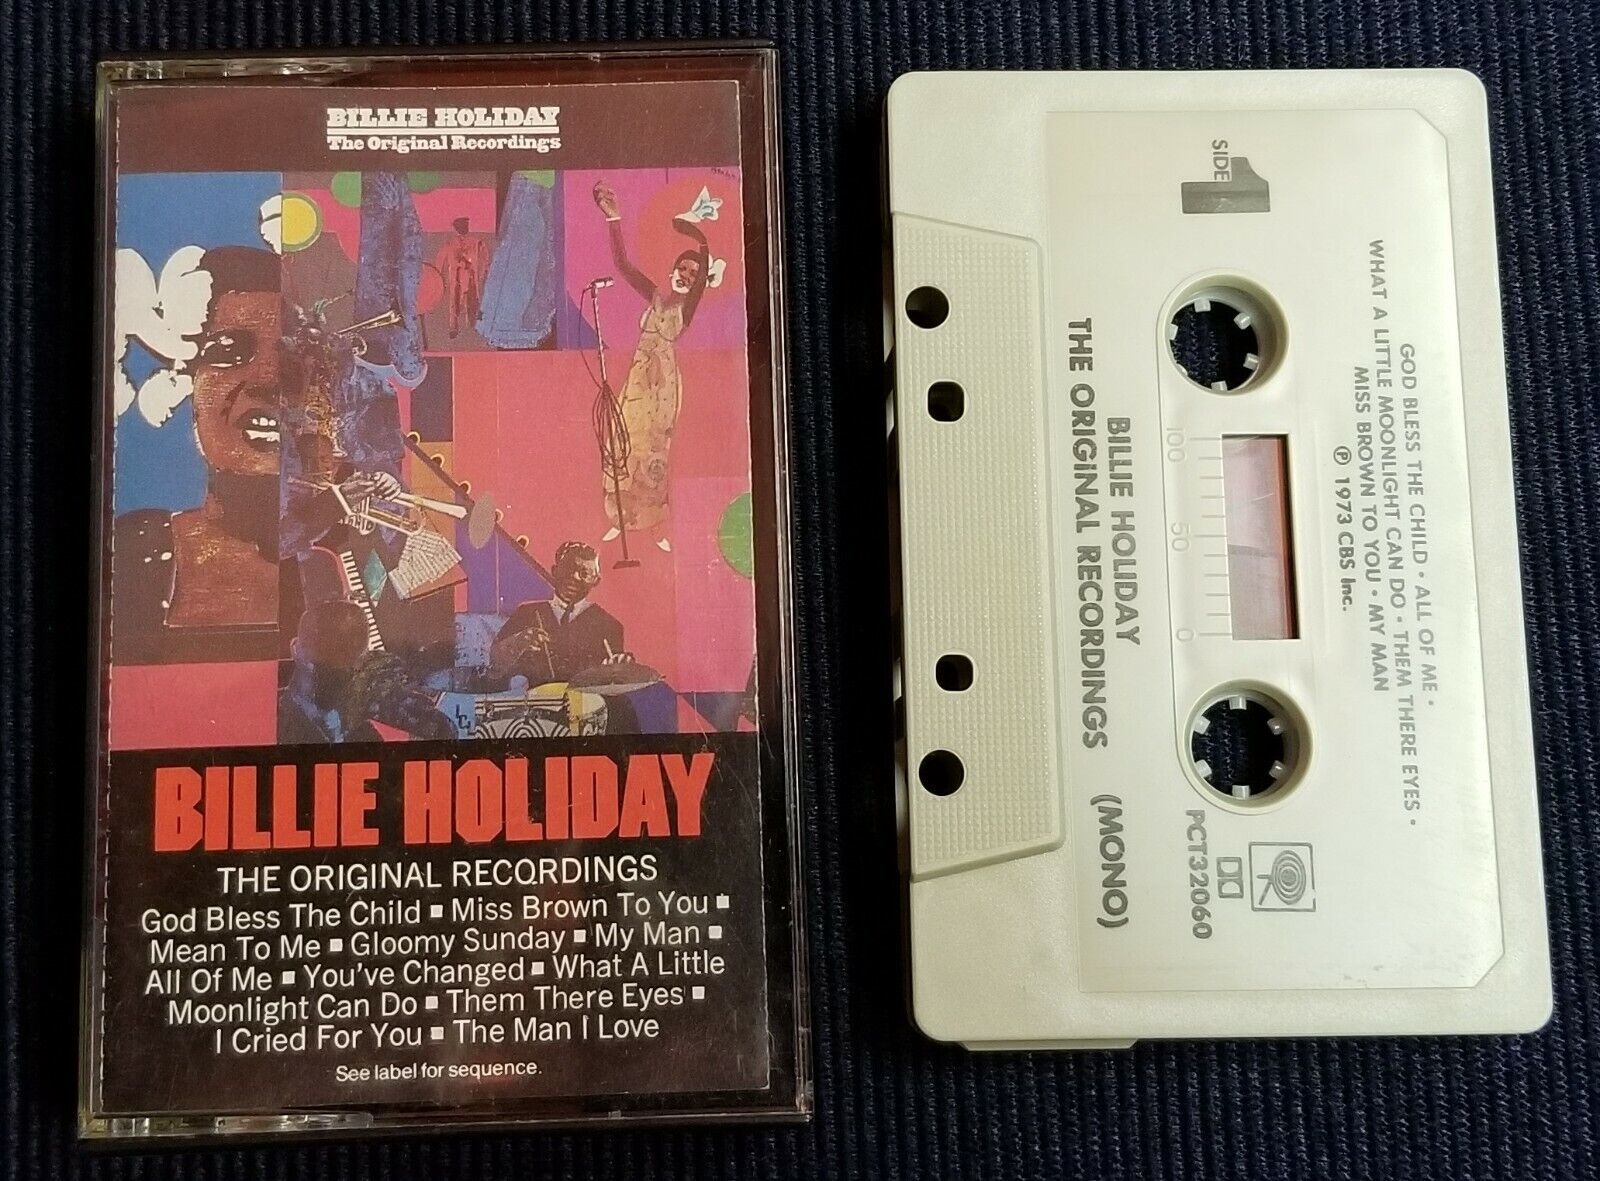 BILLIE HOLIDAY
The Original Recordings
BILLIE HOLIDAY
THE ORIGINAL RECORDINGS
God Bless The Child ▪ Miss Brown To You ▪
Mean To Me ▪ Gloomy Sunday ▪ My Man ▪
All Of Me ▪ You've Changed ▪ What A Little
Moonlight Can Do ▪ Them There Eyes ▪
I Cried For You ▪ The Man I Love
See label for sequence.
SIDE 1
GOD BLESS THE CHILD • ALL OF ME •
WHAT A LITTLE MOONLIGHT CAN DO • THEM THERE EYES •
MISS BROWN TO YOU • MY MAN
℗ 1973 CBS Inc.
100 50 0
PCT32060
BILLIE HOLIDAY
THE ORIGINAL RECORDINGS (MONO)